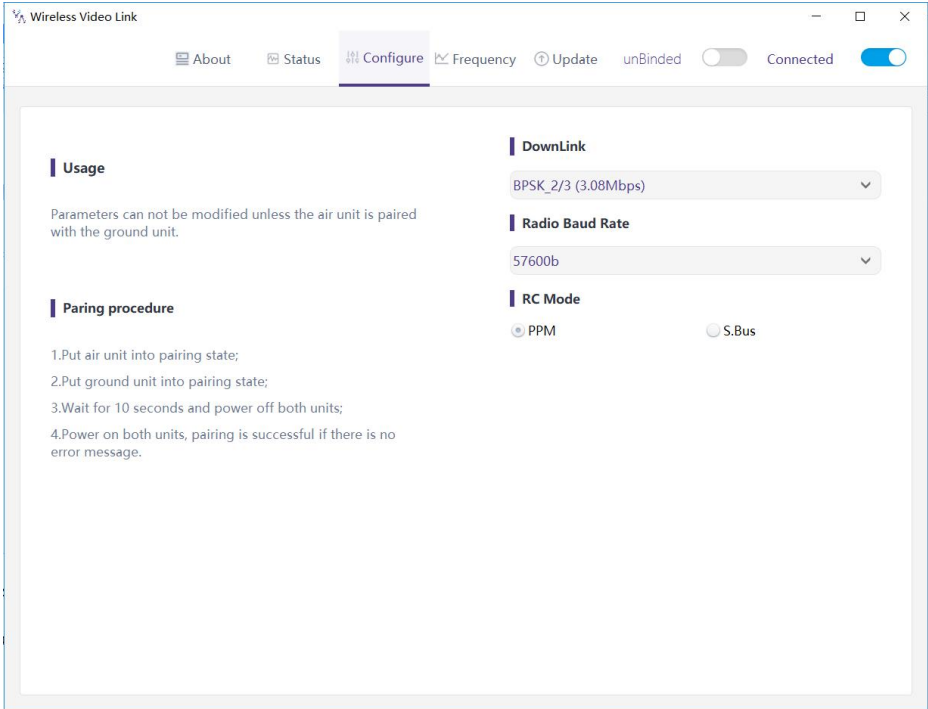 Wireless Video Link
About
Status
Configure
Frequency
Update
unBinded
Connected
Usage
Parameters can not be modified unless the air unit is paired
with the ground unit.
Paring procedure
1.Put air unit into pairing state;
2.Put ground unit into pairing state;
3.Wait for 10 seconds and power off both units;
4.Power on both units, pairing is successful if there is no
error message.
DownLink
BPSK_2/3 (3.08Mbps)
Radio Baud Rate
57600b
RC Mode
PPM
S.Bus